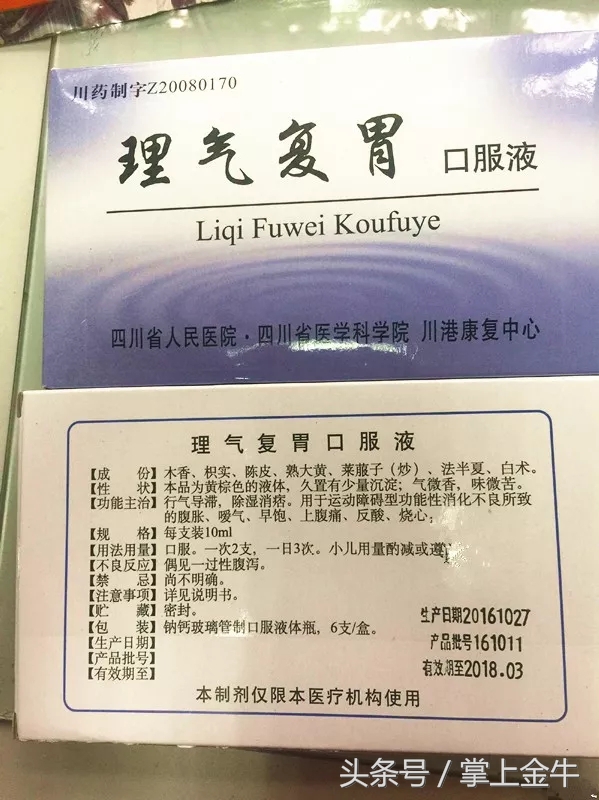 川药制字Z20080170
理气复胃 口服液
Liqi Fuwei Koufuye
四川省人民医院·四川省医学科学院 川港康复中心
理气复胃口服液
【成 份】木香、枳实、陈皮、熟大黄、莱菔子（炒）、法半夏、白术。
【性 状】本品为黄棕色的液体，久置有少量沉淀；气微香，味微苦。
【功能主治】行气导滞，除湿消痞。用于运动障碍型功能性消化不良所致
的腹胀、嗳气、早饱、上腹痛、反酸、烧心；
【规 格】每支装10ml
【用法用量】口服。一次2支，一日3次。小儿用量酌减或遵
【不良反应】偶见一过性腹泻。
【禁 忌】尚不明确。
【注意事项】详见说明书。
【贮 藏】密封。
【包 装】钠钙玻璃管制口服液体瓶，6支/盒。
【生产日期】
【产品批号】
【有效期至】
生产日期20161027
产品批号161011
有效期至2018.03
本制剂仅限本医疗机构使用
头条号/掌上金牛